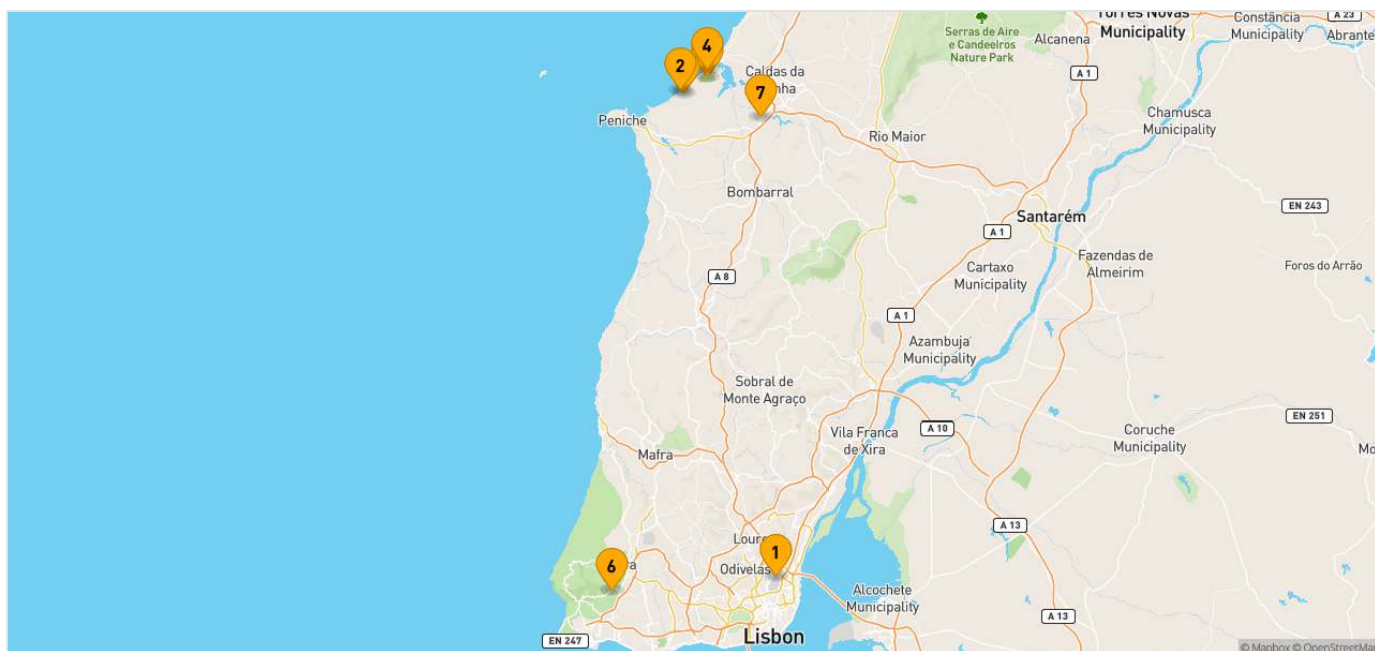 Torres Novas
Municipality
Constância
Municipality
A 23
Abrante
Serras de Aire
e Candeeiros
Nature Park
Alcanena
4
2
Caldas da
nha
7
A 1
Peniche
Chamusca
Municipality
Rio Maior
Bombarral
EN 243
Santarém
A 1
Fazendas de
Almeirim
Foros do Arrão
Cartaxo
Municipality
A 8
A 1
Azambuja
Municipality
Sobral de
Monte Agraço
EN 251
Coruche
Municipality
A 10
Vila Franca
de Xira
Mafra
Mo
A 13
Loure
1
6
a
Odivelas
Alcochete
Municipality
A 13
Lisbon
EN 247
© Mapbox © OpenStreetMap